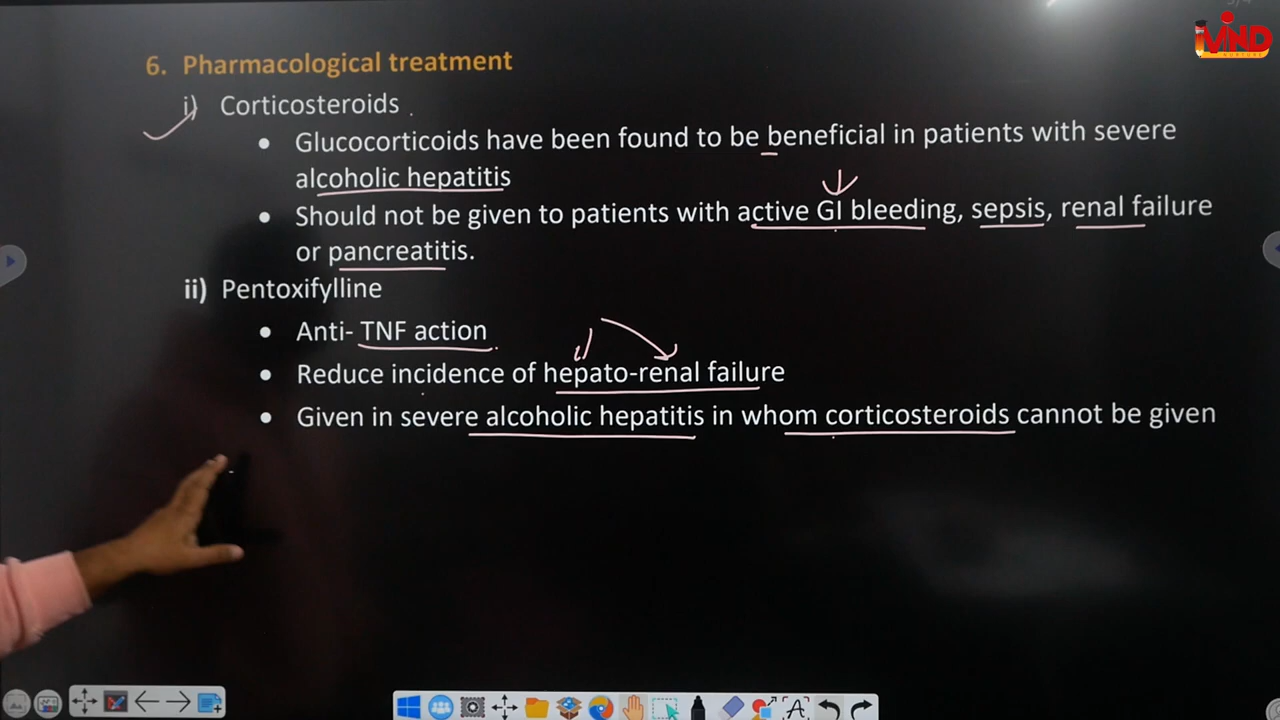 6. Pharmacological treatment
i) Corticosteroids
• Glucocorticoids have been found to be beneficial in patients with severe
alcoholic hepatitis
• Should not be given to patients with active GI bleeding, sepsis, renal failure
or pancreatitis.
ii) Pentoxifylline
• Anti- TNF action
• Reduce incidence of hepato-renal failure
• Given in severe alcoholic hepatitis in whom corticosteroids cannot be given